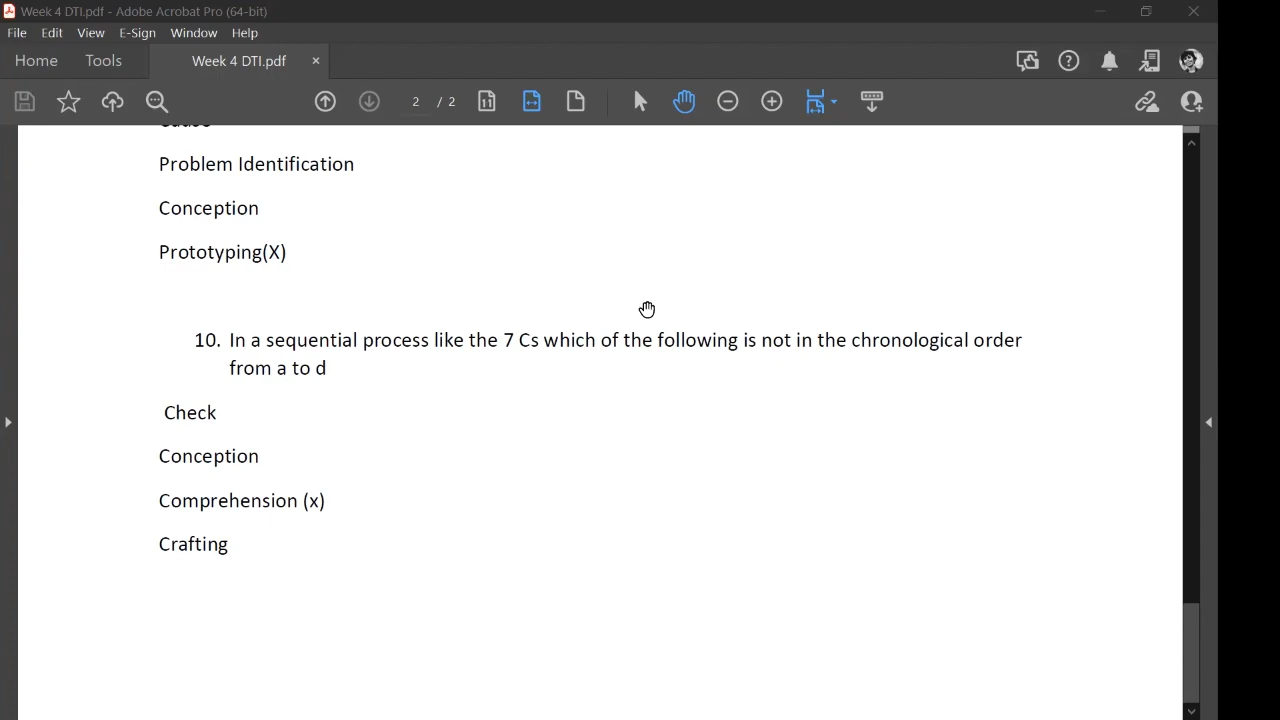 Week 4 DTI.pdf - Adobe Acrobat Pro (64-bit)
File Edit View E-Sign Window Help
Home Tools Week 4 DTI.pdf ×
2 / 2
Problem Identification
Conception
Prototyping(X)
10. In a sequential process like the 7 Cs which of the following is not in the chronological order
from a to d
Check
Conception
Comprehension (x)
Crafting